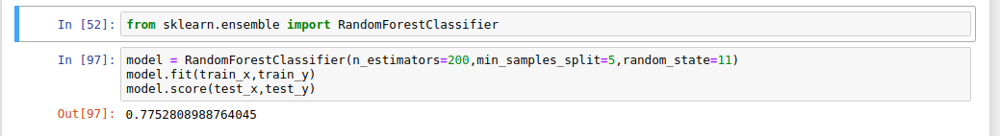 In [52]: from sklearn.ensemble import RandomForestClassifier
In [97]: model = RandomForestClassifier(n_estimators=200,min_samples_split=5,random_state=11)
model.fit(train_x,train_y)
model.score(test_x,test_y)
Out[97]: 0.7752808988764045